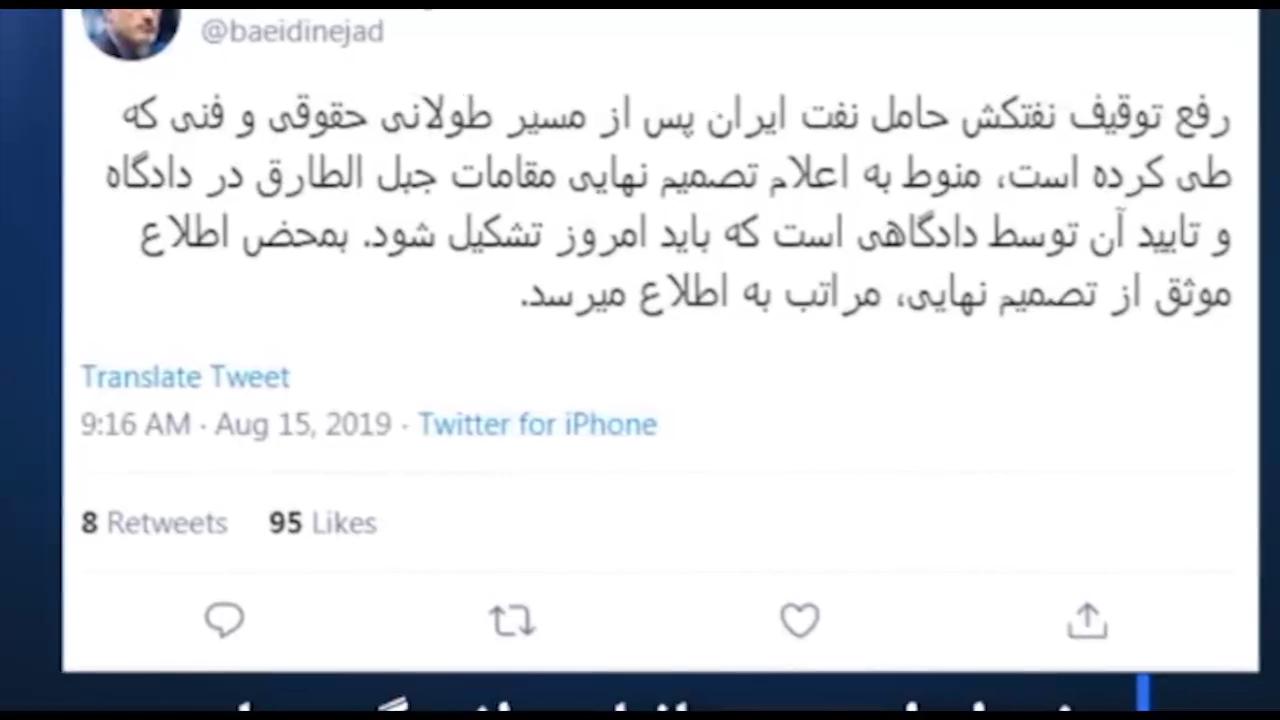 @baeidinejad
رفع توقیف نفتکش حامل نفت ایران پس از مسیر طولانی حقوقی و فنی که
طی کرده است، منوط به اعلام تصمیم نهایی مقامات جبل الطارق در دادگاه
و تایید آن توسط دادگاهی است که باید امروز تشکیل شود. بمحض اطلاع
موثق از تصمیم نهایی، مراتب به اطلاع میرسد.
Translate Tweet
9:16 AM · Aug 15, 2019 · Twitter for iPhone
8 Retweets 95 Likes